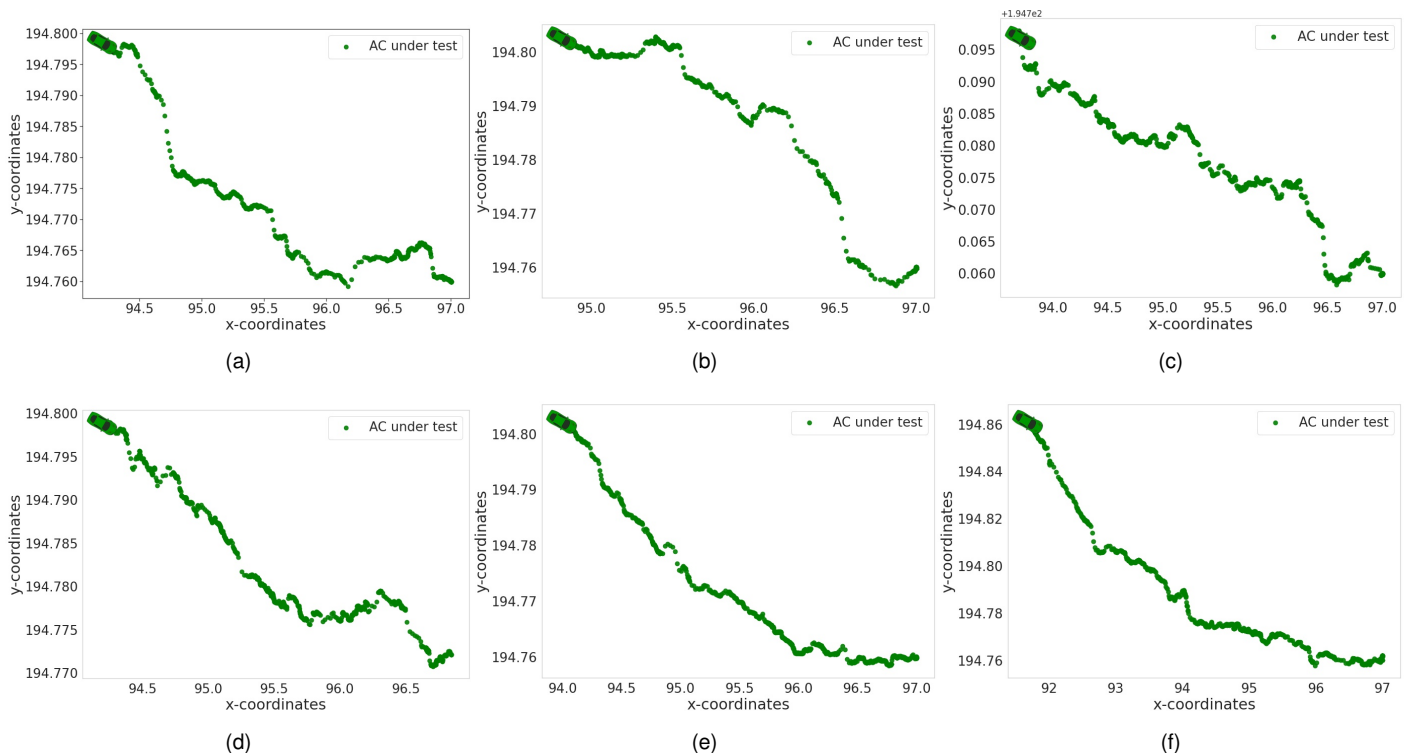 +1.947e2
194.800
194.795
194.790
194.785
194.780
194.775
194.770
194.765
194.760
y-coordinates
AC under test
94.5 95.0 95.5 96.0 96.5 97.0
x-coordinates
(a)
194.80
194.79
194.78
194.77
194.76
y-coordinates
AC under test
95.0 95.5 96.0 96.5 97.0
x-coordinates
(b)
0.095
0.090
0.085
0.080
0.075
0.070
0.065
0.060
y-coordinates
AC under test
94.0 94.5 95.0 95.5 96.0 96.5 97.0
x-coordinates
(c)
194.800
194.795
194.790
194.785
194.780
194.775
194.770
y-coordinates
AC under test
94.5 95.0 95.5 96.0 96.5
x-coordinates
(d)
194.80
194.79
194.78
194.77
194.76
y-coordinates
AC under test
94.0 94.5 95.0 95.5 96.0 96.5 97.0
x-coordinates
(e)
194.86
194.84
194.82
194.80
194.78
194.76
y-coordinates
AC under test
92 93 94 95 96 97
x-coordinates
(f)